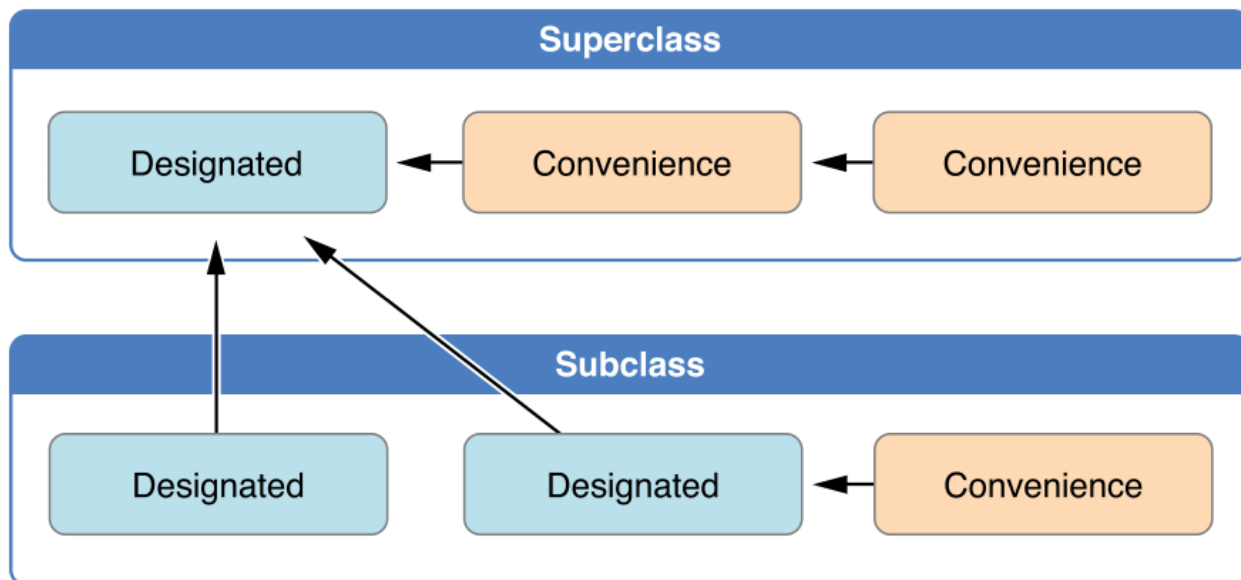 Superclass
Designated
Convenience
Convenience
Subclass
Designated
Designated
Convenience